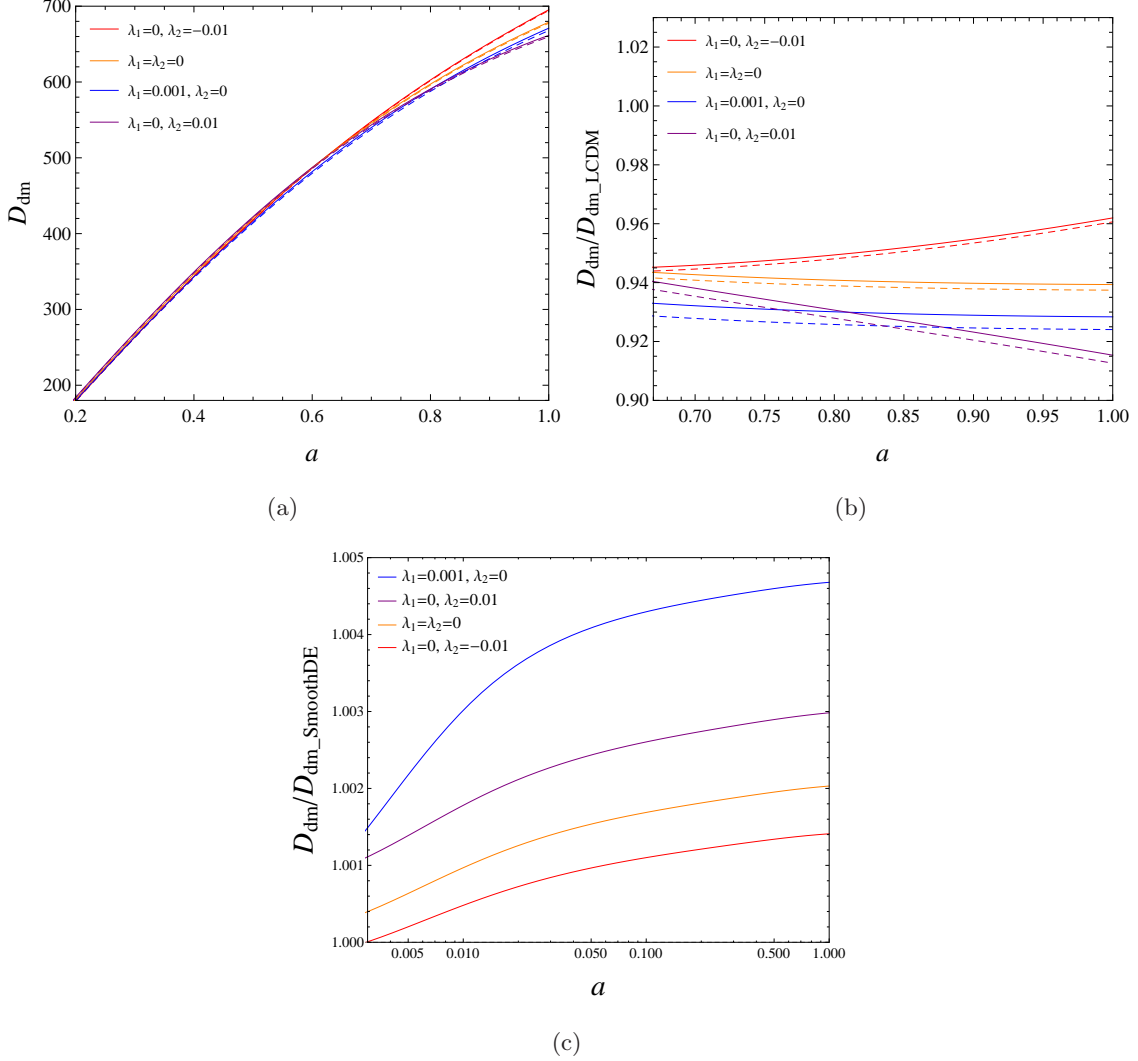 700
600
500
400
300
200
D_dm
λ₁=0, λ₂=−0.01
λ₁=λ₂=0
λ₁=0.001, λ₂=0
λ₁=0, λ₂=0.01
0.2 0.4 0.6 0.8 1.0
a
(a)
1.02
1.00
0.98
0.96
0.94
0.92
0.90
D_dm/D_dm_LCDM
λ₁=0, λ₂=−0.01
λ₁=λ₂=0
λ₁=0.001, λ₂=0
λ₁=0, λ₂=0.01
0.70 0.75 0.80 0.85 0.90 0.95 1.00
a
(b)
1.005
1.004
1.003
1.002
1.001
1.000
D_dm/D_dm_SmoothDE
λ₁=0.001, λ₂=0
λ₁=0, λ₂=0.01
λ₁=λ₂=0
λ₁=0, λ₂=−0.01
0.005 0.010 0.050 0.100 0.500 1.000
a
(c)